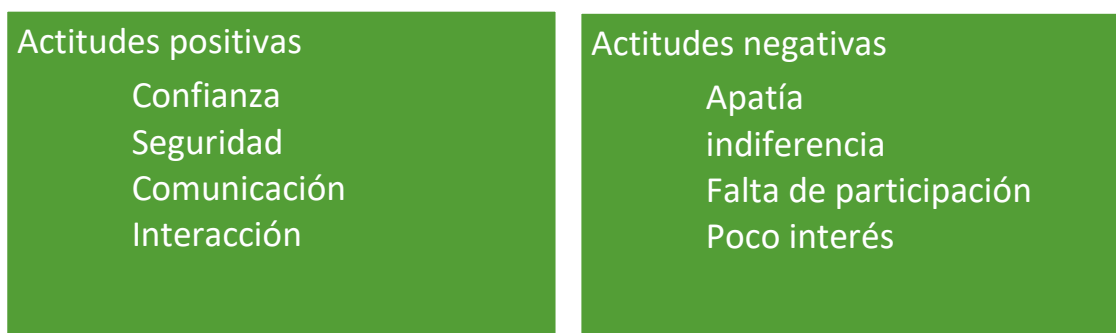 Actitudes positivas
Confianza
Seguridad
Comunicación
Interacción
Actitudes negativas
Apatía
indiferencia
Falta de participación
Poco interés